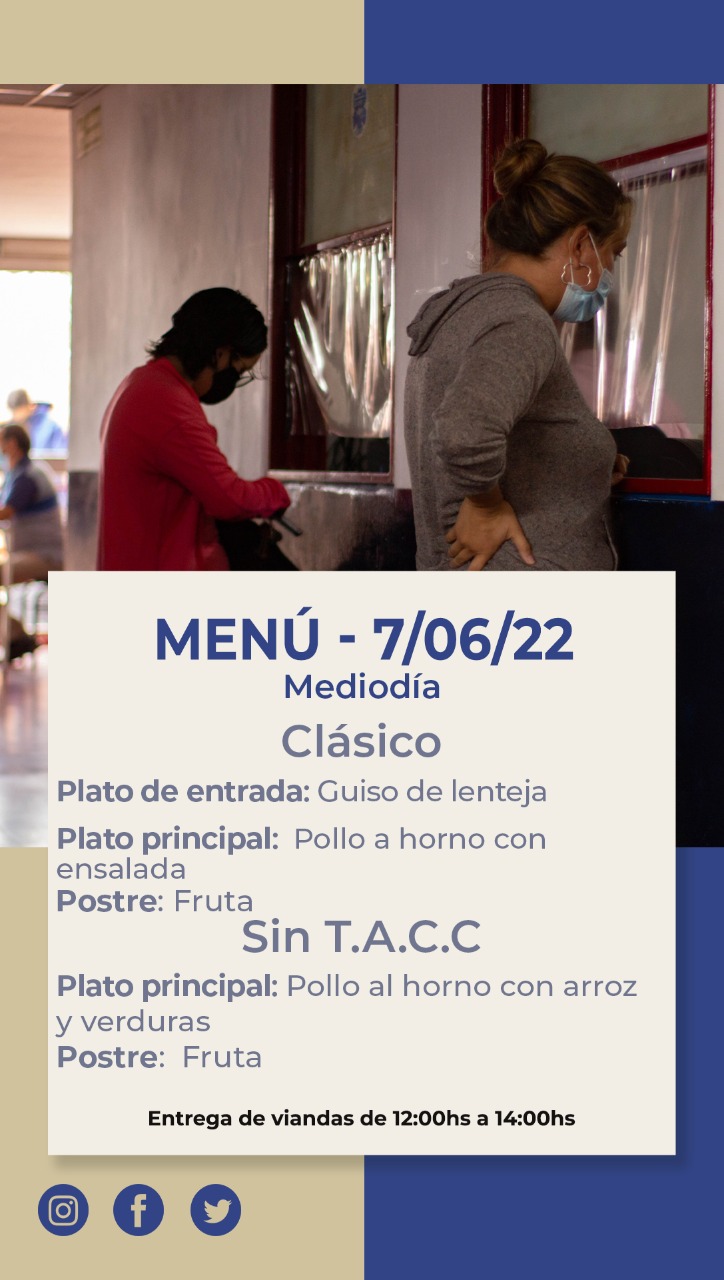 MENÚ - 7/06/22
Mediodía
Clásico
Plato de entrada: Guiso de lenteja
Plato principal: Pollo a horno con
ensalada
Postre: Fruta
Sin T.A.C.C
Plato principal: Pollo al horno con arroz
y verduras
Postre: Fruta
Entrega de viandas de 12:00hs a 14:00hs